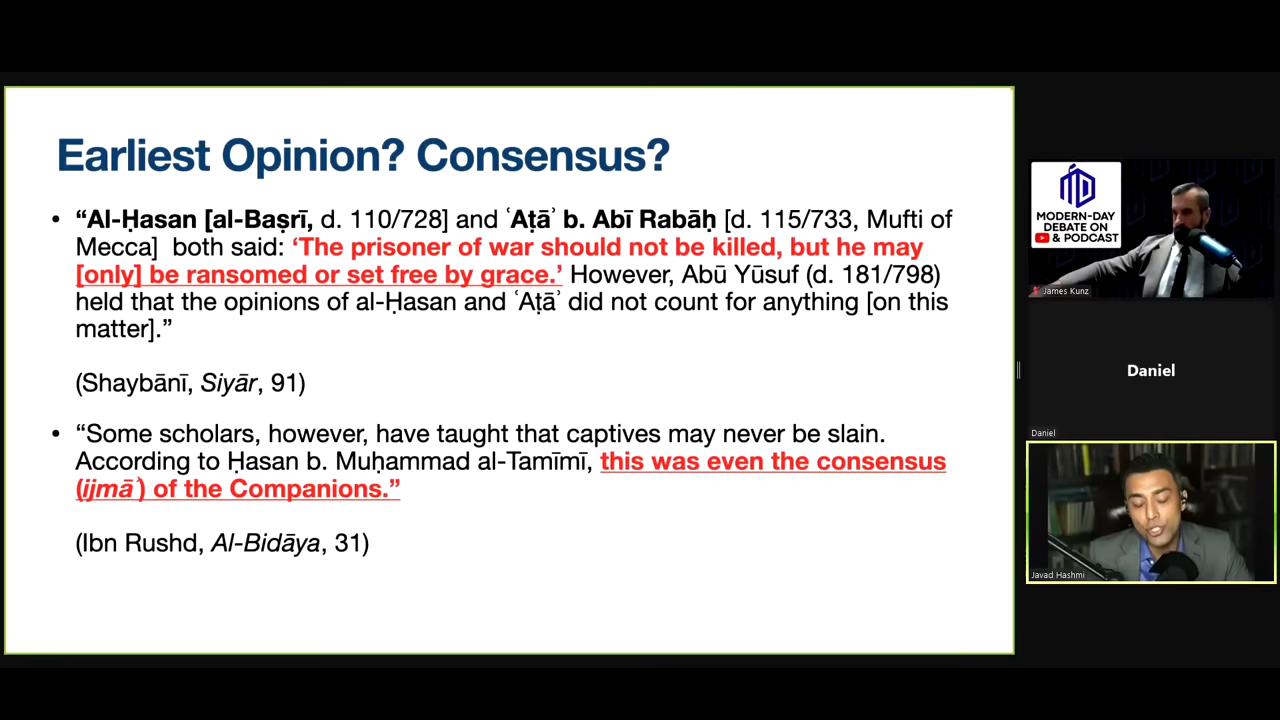 Earliest Opinion? Consensus?
• “Al-Ḥasan [al-Baṣrī, d. 110/728] and ʿAṭāʾ b. Abī Rabāḥ [d. 115/733, Mufti of
Mecca] both said: ‘The prisoner of war should not be killed, but he may
[only] be ransomed or set free by grace.’ However, Abū Yūsuf (d. 181/798)
held that the opinions of al-Ḥasan and ʿAṭāʾ did not count for anything [on this
matter].”
(Shaybānī, Siyār, 91)
• “Some scholars, however, have taught that captives may never be slain.
According to Ḥasan b. Muḥammad al-Tamīmī, this was even the consensus
(ijmāʿ) of the Companions.”
(Ibn Rushd, Al-Bidāya, 31)
MODERN-DAY
DEBATE ON
& PODCAST
James Kunz
Daniel
Daniel
Javad Hashmi